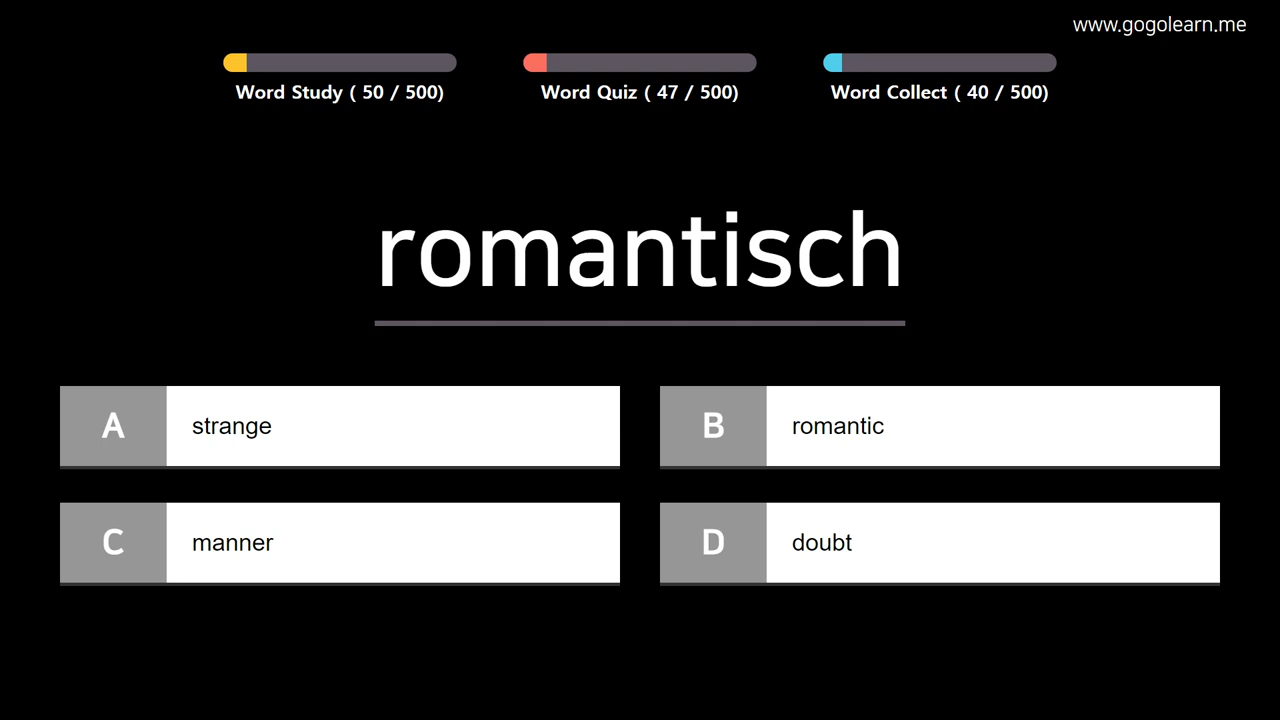 www.gogolearn.me
Word Study ( 50 / 500)
Word Quiz ( 47 / 500)
Word Collect ( 40 / 500)
romantisch
A strange
B romantic
C manner
D doubt